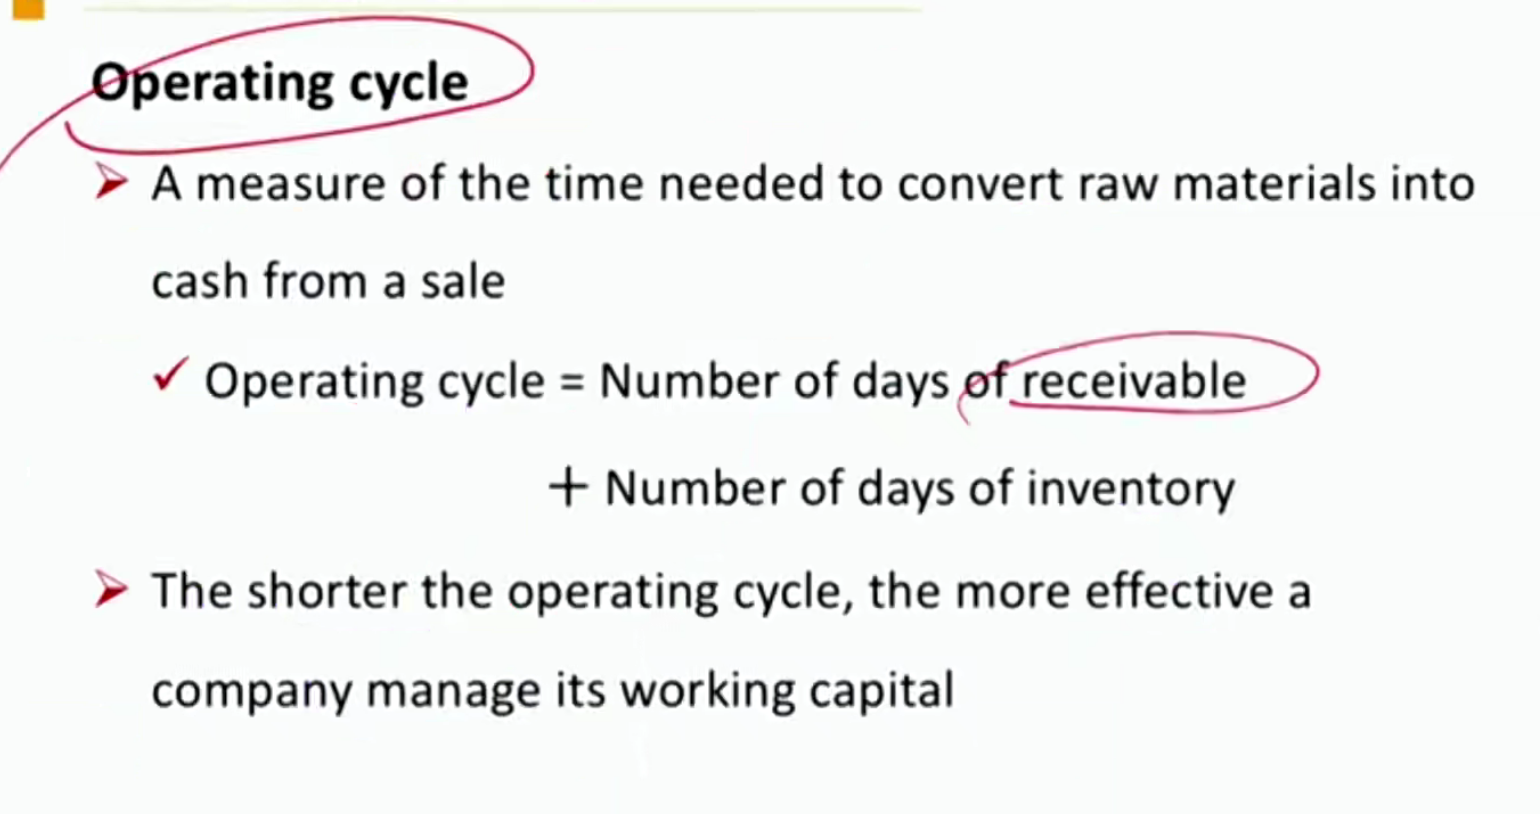 Operating cycle
A measure of the time needed to convert raw materials into
cash from a sale
Operating cycle = Number of days of receivable
+ Number of days of inventory
The shorter the operating cycle, the more effective a
company manage its working capital